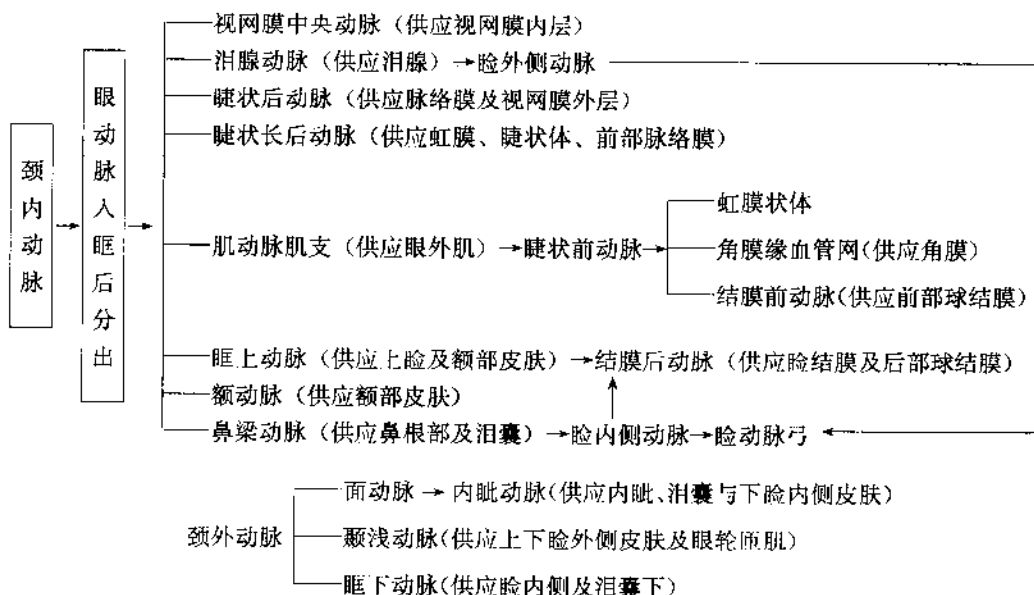 视网膜中央动脉（供应视网膜内层）
泪腺动脉（供应泪腺）→睑外侧动脉
睫状后动脉（供应脉络膜及视网膜外层）
睫状长后动脉（供应虹膜、睫状体、前部脉络膜）
颈内动脉
眼动脉入眶后分出
肌动脉肌支（供应眼外肌）→睫状前动脉
虹膜状体
角膜缘血管网(供应角膜)
结膜前动脉(供应前部球结膜)
眶上动脉（供应上睑及额部皮肤）→结膜后动脉（供应睑结膜及后部球结膜）
额动脉（供应额部皮肤）
鼻梁动脉（供应鼻根部及泪囊）→睑内侧动脉→睑动脉弓
颈外动脉
面动脉→内眦动脉(供应内眦、泪囊与下睑内侧皮肤)
颞浅动脉(供应上下睑外侧皮肤及眼轮匝肌)
眶下动脉(供应睑内侧及泪囊下)